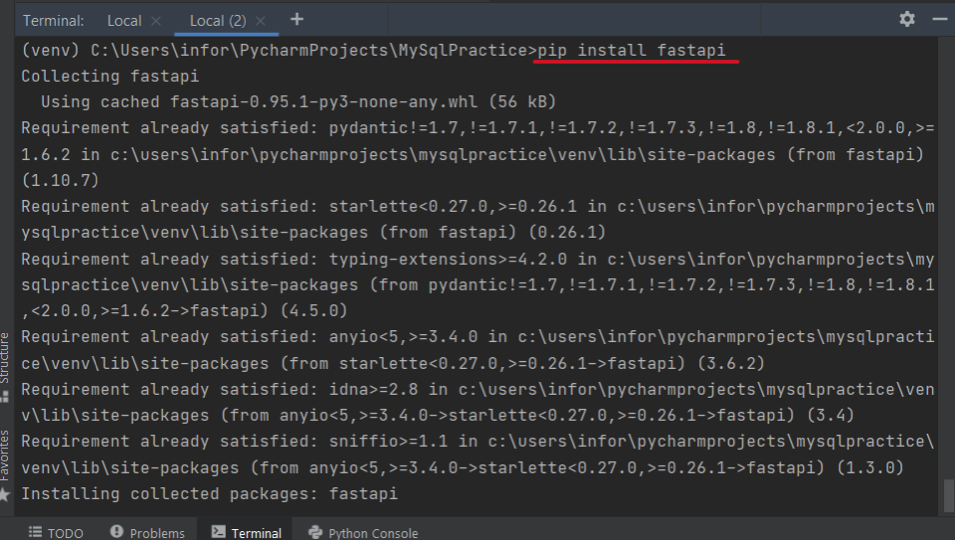 Terminal: Local × Local (2) × +
(venv) C:\Users\infor\PycharmProjects\MySqlPractice>pip install fastapi
Collecting fastapi
Using cached fastapi-0.95.1-py3-none-any.whl (56 kB)
Requirement already satisfied: pydantic!=1.7,!=1.7.1,!=1.7.2,!=1.7.3,!=1.8,!=1.8.1,<2.0.0,>=
1.6.2 in c:\users\infor\pycharmprojects\mysqlpractice\venv\lib\site-packages (from fastapi)
(1.10.7)
Requirement already satisfied: starlette<0.27.0,>=0.26.1 in c:\users\infor\pycharmprojects\m
ysqlpractice\venv\lib\site-packages (from fastapi) (0.26.1)
Requirement already satisfied: typing-extensions>=4.2.0 in c:\users\infor\pycharmprojects\my
sqlpractice\venv\lib\site-packages (from pydantic!=1.7,!=1.7.1,!=1.7.2,!=1.7.3,!=1.8,!=1.8.1
,<2.0.0,>=1.6.2->fastapi) (4.5.0)
Requirement already satisfied: anyio<5,>=3.4.0 in c:\users\infor\pycharmprojects\mysqlpracti
ce\venv\lib\site-packages (from starlette<0.27.0,>=0.26.1->fastapi) (3.6.2)
Requirement already satisfied: idna>=2.8 in c:\users\infor\pycharmprojects\mysqlpractice\ven
v\lib\site-packages (from anyio<5,>=3.4.0->starlette<0.27.0,>=0.26.1->fastapi) (3.4)
Requirement already satisfied: sniffio>=1.1 in c:\users\infor\pycharmprojects\mysqlpractice\
venv\lib\site-packages (from anyio<5,>=3.4.0->starlette<0.27.0,>=0.26.1->fastapi) (1.3.0)
Installing collected packages: fastapi
Structure
Favorites
TODO Problems Terminal Python Console